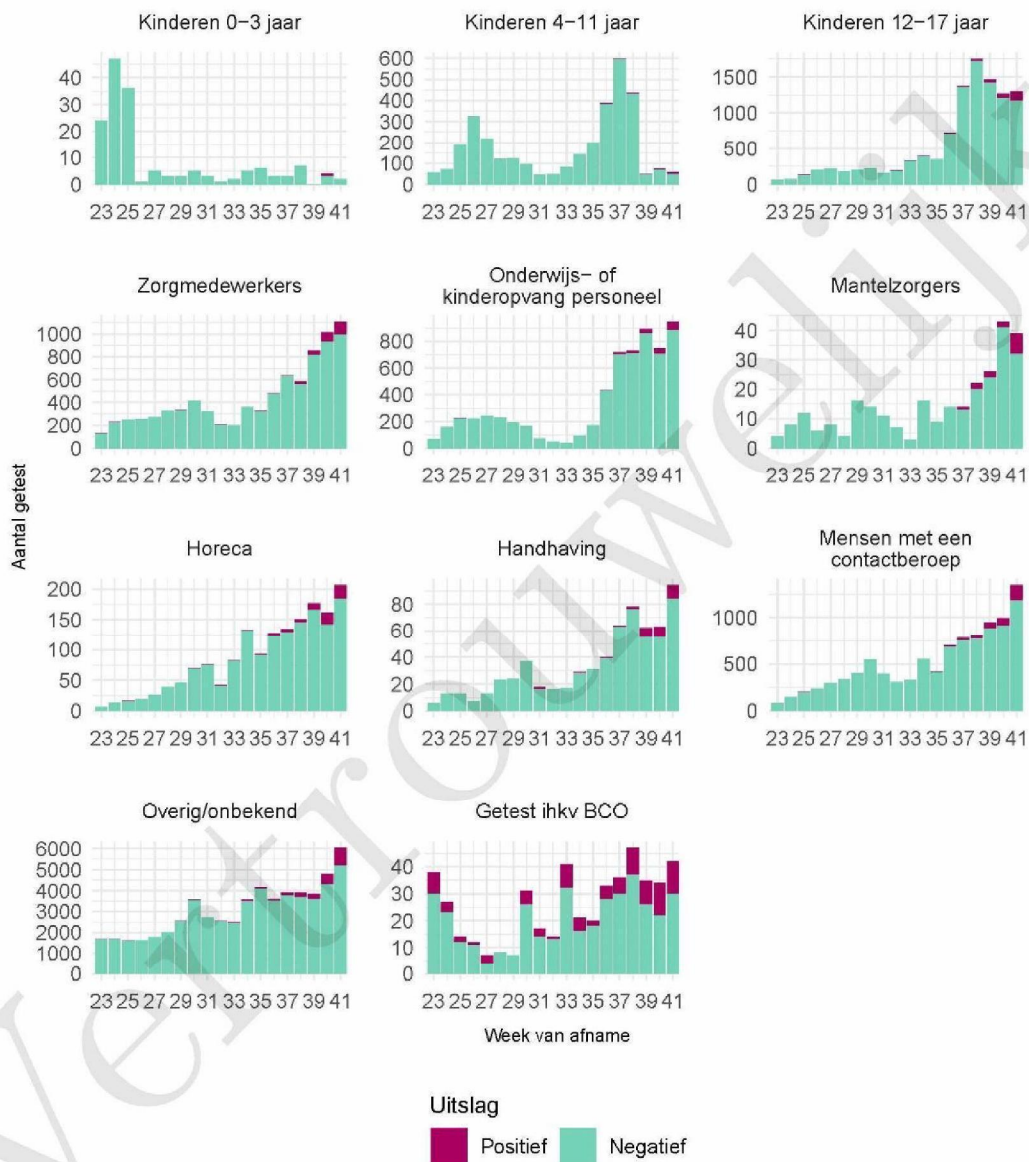 Kinderen 0−3 jaar
40
30
20
10
0
23 25 27 29 31 33 35 37 39 41
Kinderen 4−11 jaar
600
500
400
300
200
100
0
23 25 27 29 31 33 35 37 39 41
Kinderen 12−17 jaar
1500
1000
500
0
23 25 27 29 31 33 35 37 39 41
Aantal getest
Zorgmedewerkers
1000
800
600
400
200
0
23 25 27 29 31 33 35 37 39 41
Onderwijs− of
kinderopvang personeel
800
600
400
200
0
23 25 27 29 31 33 35 37 39 41
Mantelzorgers
40
30
20
10
0
23 25 27 29 31 33 35 37 39 41
Horeca
200
150
100
50
0
23 25 27 29 31 33 35 37 39 41
Handhaving
80
60
40
20
0
23 25 27 29 31 33 35 37 39 41
Mensen met een
contactberoep
1000
500
0
23 25 27 29 31 33 35 37 39 41
Overig/onbekend
6000
5000
4000
3000
2000
1000
0
23 25 27 29 31 33 35 37 39 41
Getest ihkv BCO
40
30
20
10
0
23 25 27 29 31 33 35 37 39 41
Week van afname
Uitslag
Positief Negatief
Vertrouwelijk